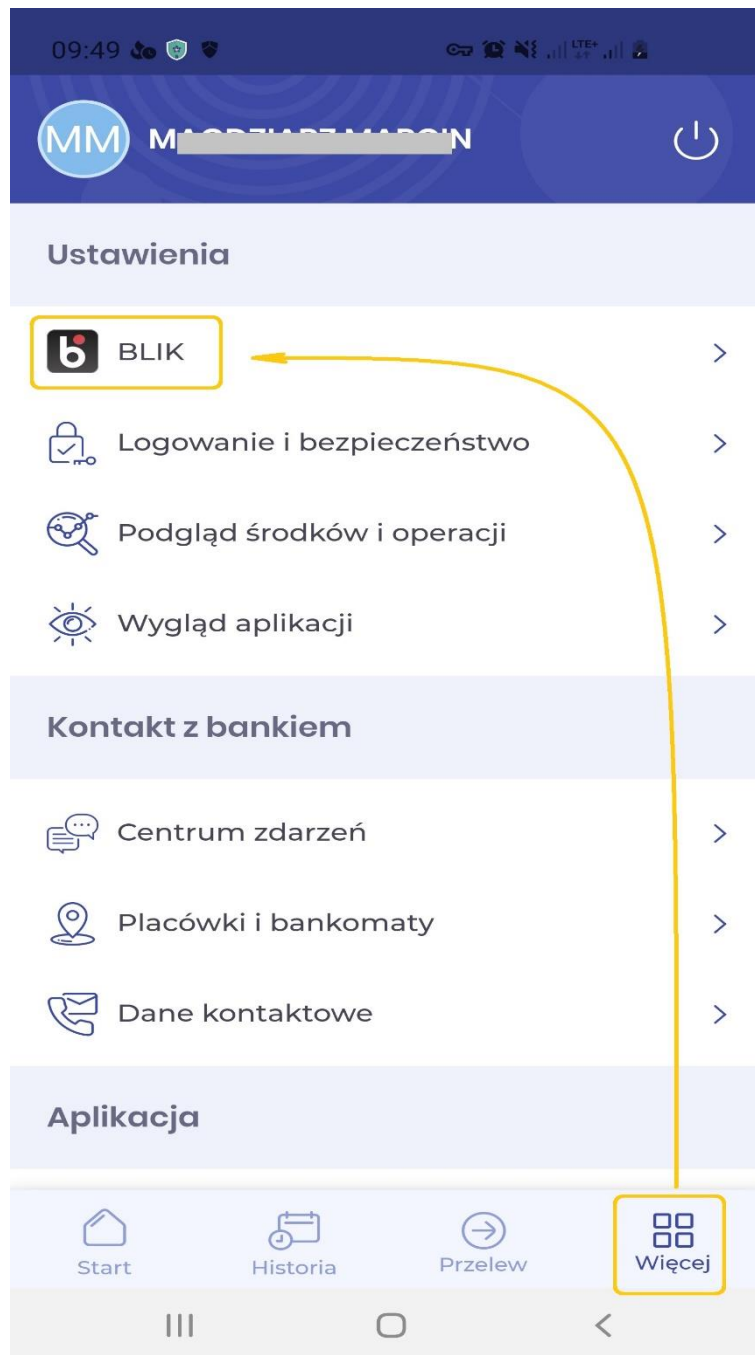 09:49
LTE+
MM
Ustawienia
BLIK
Logowanie i bezpieczeństwo
Podgląd środków i operacji
Wygląd aplikacji
Kontakt z bankiem
Centrum zdarzeń
Placówki i bankomaty
Dane kontaktowe
Aplikacja
Start
Historia
Przelew
Więcej